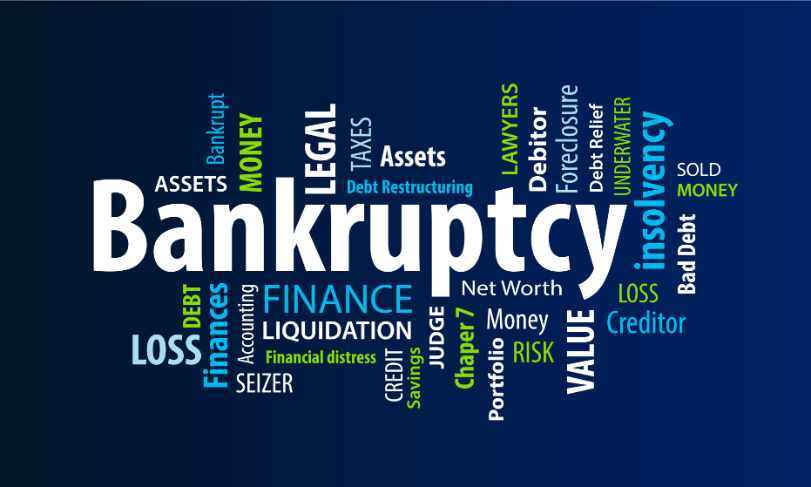 Bankrupt
MONEY
ASSETS
LEGAL
TAXES
Assets
Debt Restructuring
LAWYERS
Debitor
Foreclosure
Debt Relief
UNDERWATER
insolvency
SOLD
MONEY
Bankruptcy
Bad Debt
DEBT
Finances
Accounting
FINANCE
Net Worth
LOSS
LOSS
LIQUIDATION
JUDGE
Chaper 7
Money
VALUE
Creditor
Financial distress
CREDIT
Savings
Portfolio
RISK
SEIZER